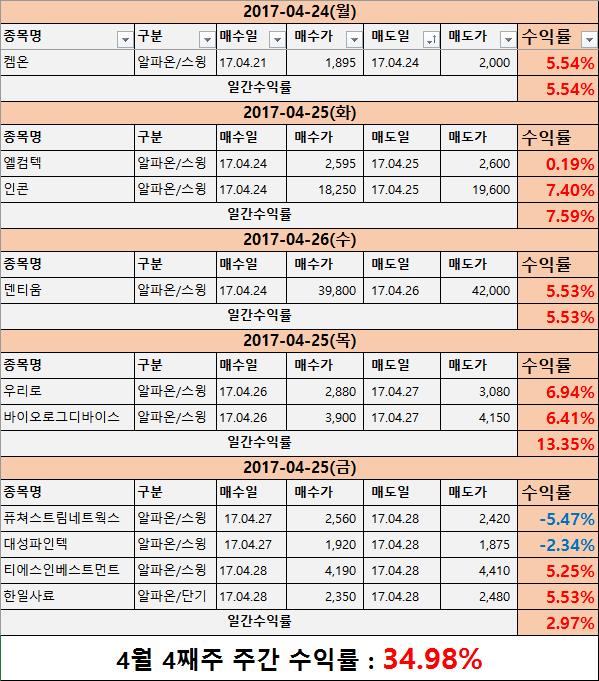 2017-04-24(월)
종목명 구분 매수일 매수가 매도일 매도가 수익률
켐온 알파온/스윙 17.04.21 1,895 17.04.24 2,000 5.54%
일간수익률 5.54%
2017-04-25(화)
종목명 구분 매수일 매수가 매도일 매도가 수익률
엘컴텍 알파온/스윙 17.04.24 2,595 17.04.25 2,600 0.19%
인콘 알파온/스윙 17.04.24 18,250 17.04.25 19,600 7.40%
일간수익률 7.59%
2017-04-26(수)
종목명 구분 매수일 매수가 매도일 매도가 수익률
덴티움 알파온/스윙 17.04.24 39,800 17.04.26 42,000 5.53%
일간수익률 5.53%
2017-04-25(목)
종목명 구분 매수일 매수가 매도일 매도가 수익률
우리로 알파온/스윙 17.04.26 2,880 17.04.27 3,080 6.94%
바이오로그디바이스 알파온/스윙 17.04.26 3,900 17.04.27 4,150 6.41%
일간수익률 13.35%
2017-04-25(금)
종목명 구분 매수일 매수가 매도일 매도가 수익률
퓨쳐스트림네트웍스 알파온/스윙 17.04.27 2,560 17.04.28 2,420 -5.47%
대성파인텍 알파온/스윙 17.04.27 1,920 17.04.28 1,875 -2.34%
티에스인베스트먼트 알파온/스윙 17.04.28 4,190 17.04.28 4,410 5.25%
한일사료 알파온/단기 17.04.28 2,350 17.04.28 2,480 5.53%
일간수익률 2.97%
4월 4째주 주간 수익률 : 34.98%